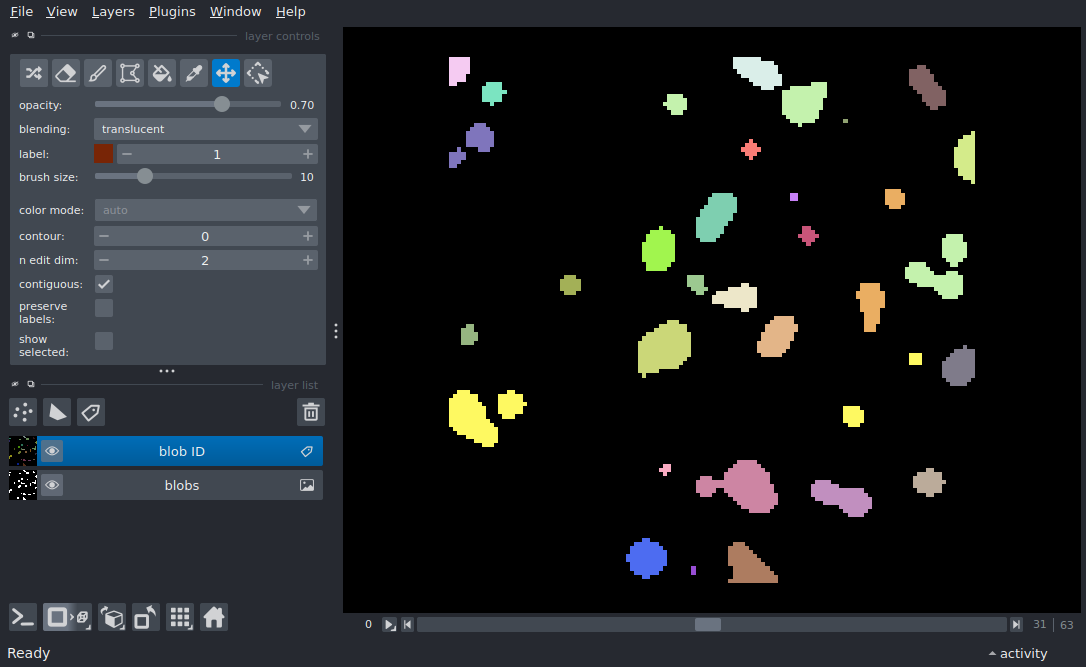 File View Layers Plugins Window Help
layer controls
opacity: 0.70
blending: translucent
label: 1
brush size: 10
color mode: auto
contour: 0
n edit dim: 2
contiguous:
preserve
labels:
show
selected:
layer list
blob ID
blobs
0 31 | 63
Ready activity